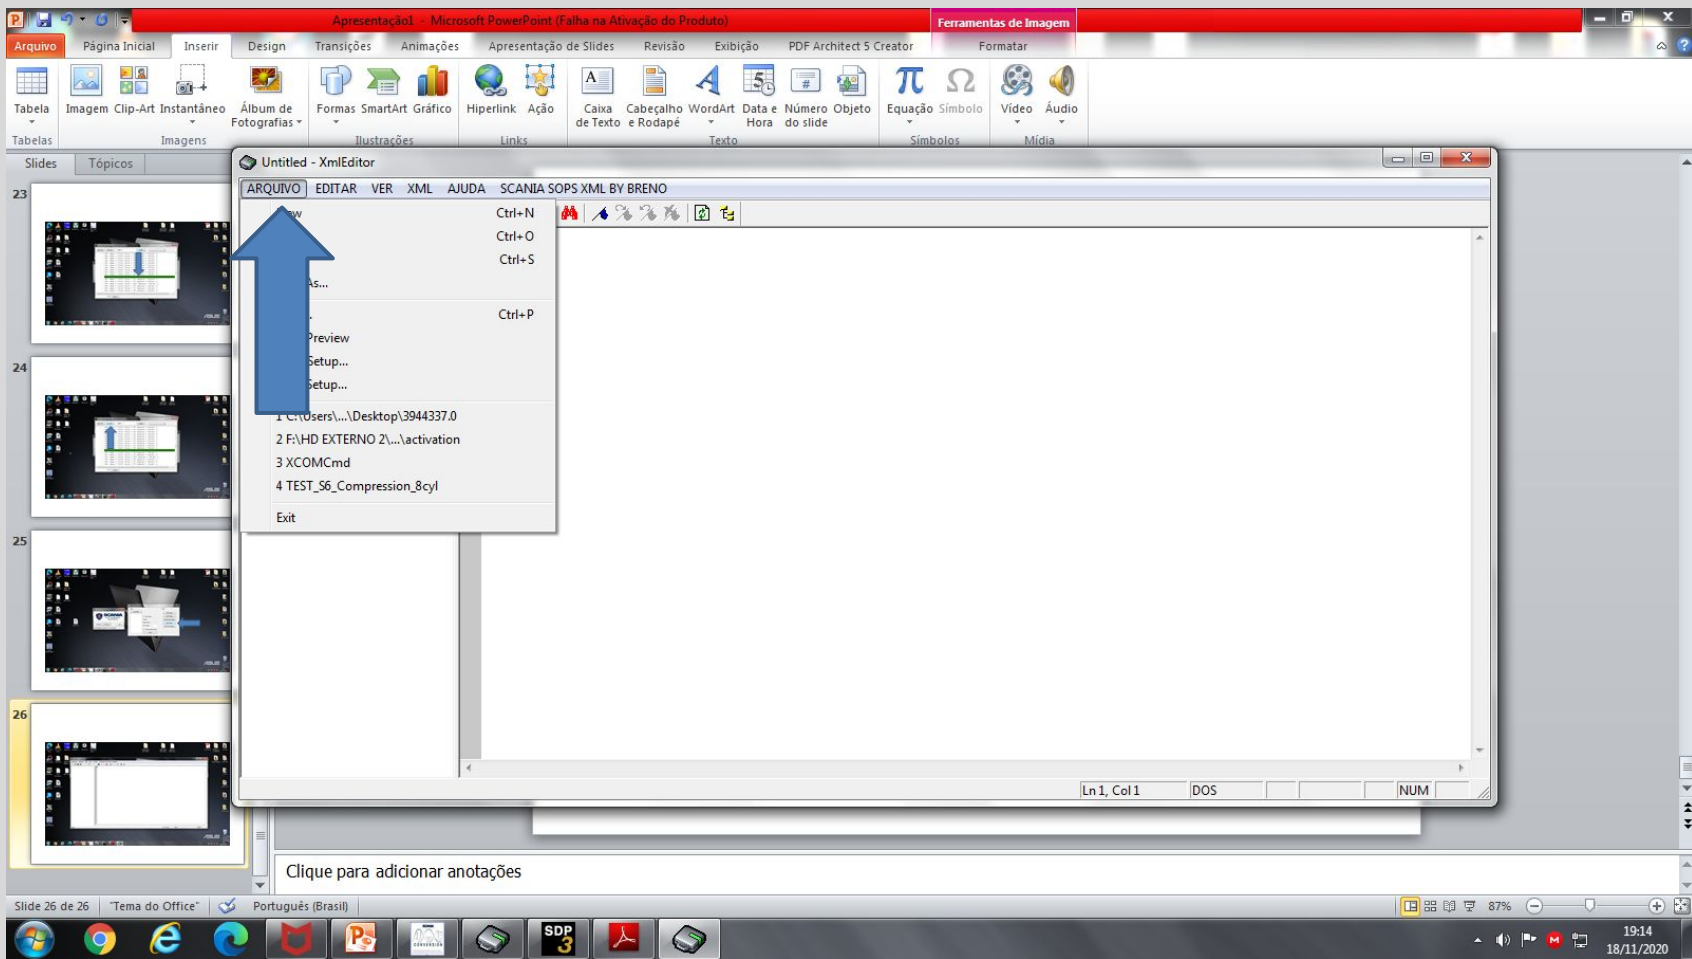 Apresentação1 - Microsoft PowerPoint (Falha na Ativação do Produto)
Ferramentas de Imagem
Arquivo Página Inicial Inserir Design Transições Animações Apresentação de Slides Revisão Exibição PDF Architect 5 Creator Formatar
Tabela Imagem Clip-Art Instantâneo Álbum de Fotografias Formas SmartArt Gráfico Hiperlink Ação Caixa de Texto Cabeçalho e Rodapé WordArt Data e Hora Número do slide Objeto Equação Símbolo Vídeo Áudio
Tabelas Imagens Ilustrações Links Texto Símbolos Mídia
Slides Tópicos
Untitled - XmlEditor
ARQUIVO EDITAR VER XML AJUDA SCANIA SOPS XML BY BRENO
Ctrl+N
Ctrl+O
Ctrl+S
As...
Ctrl+P
Preview
Setup...
Setup...
1 C:\Users\...\Desktop\3944337.0
2 F:\HD EXTERNO 2\...\activation
3 XCOMCmd
4 TEST_S6_Compression_8cyl
Exit
23
24
25
26
Ln 1, Col 1 DOS NUM
Clique para adicionar anotações
Slide 26 de 26 "Tema do Office" Português (Brasil) 87%
SDP 3
19:14
18/11/2020